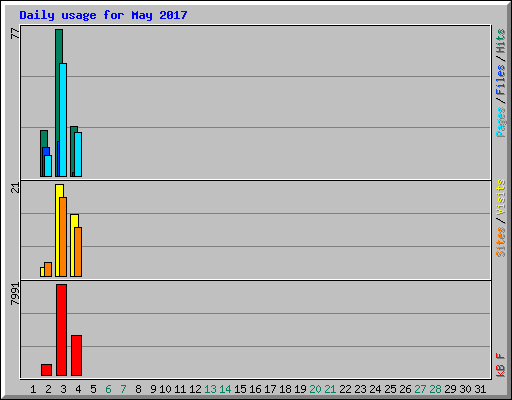 Daily usage for May 2017
77
21
7991
Pages/Files/Hits
Sites/Visits
kB F
1 2 3 4 5 6 7 8 9 10 11 12 13 14 15 16 17 18 19 20 21 22 23 24 25 26 27 28 29 30 31